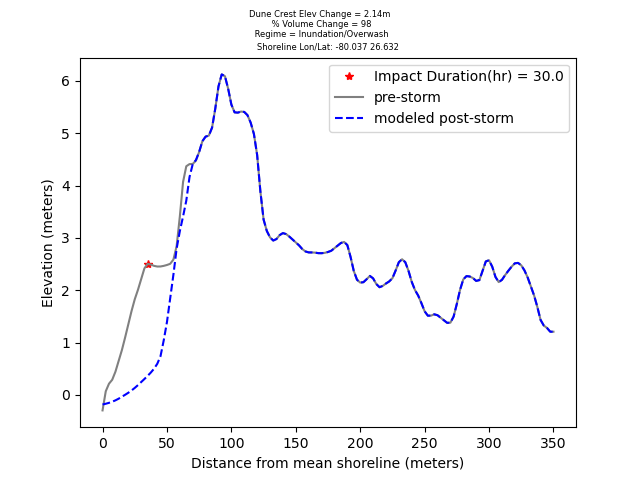 Dune Crest Elev Change = 2.14m
% Volume Change = 98
Regime = Inundation/Overwash
Shoreline Lon/Lat: -80.037 26.632
Impact Duration(hr) = 30.0
pre-storm
modeled post-storm
6
5
4
3
2
1
0
Elevation (meters)
0 50 100 150 200 250 300 350
Distance from mean shoreline (meters)